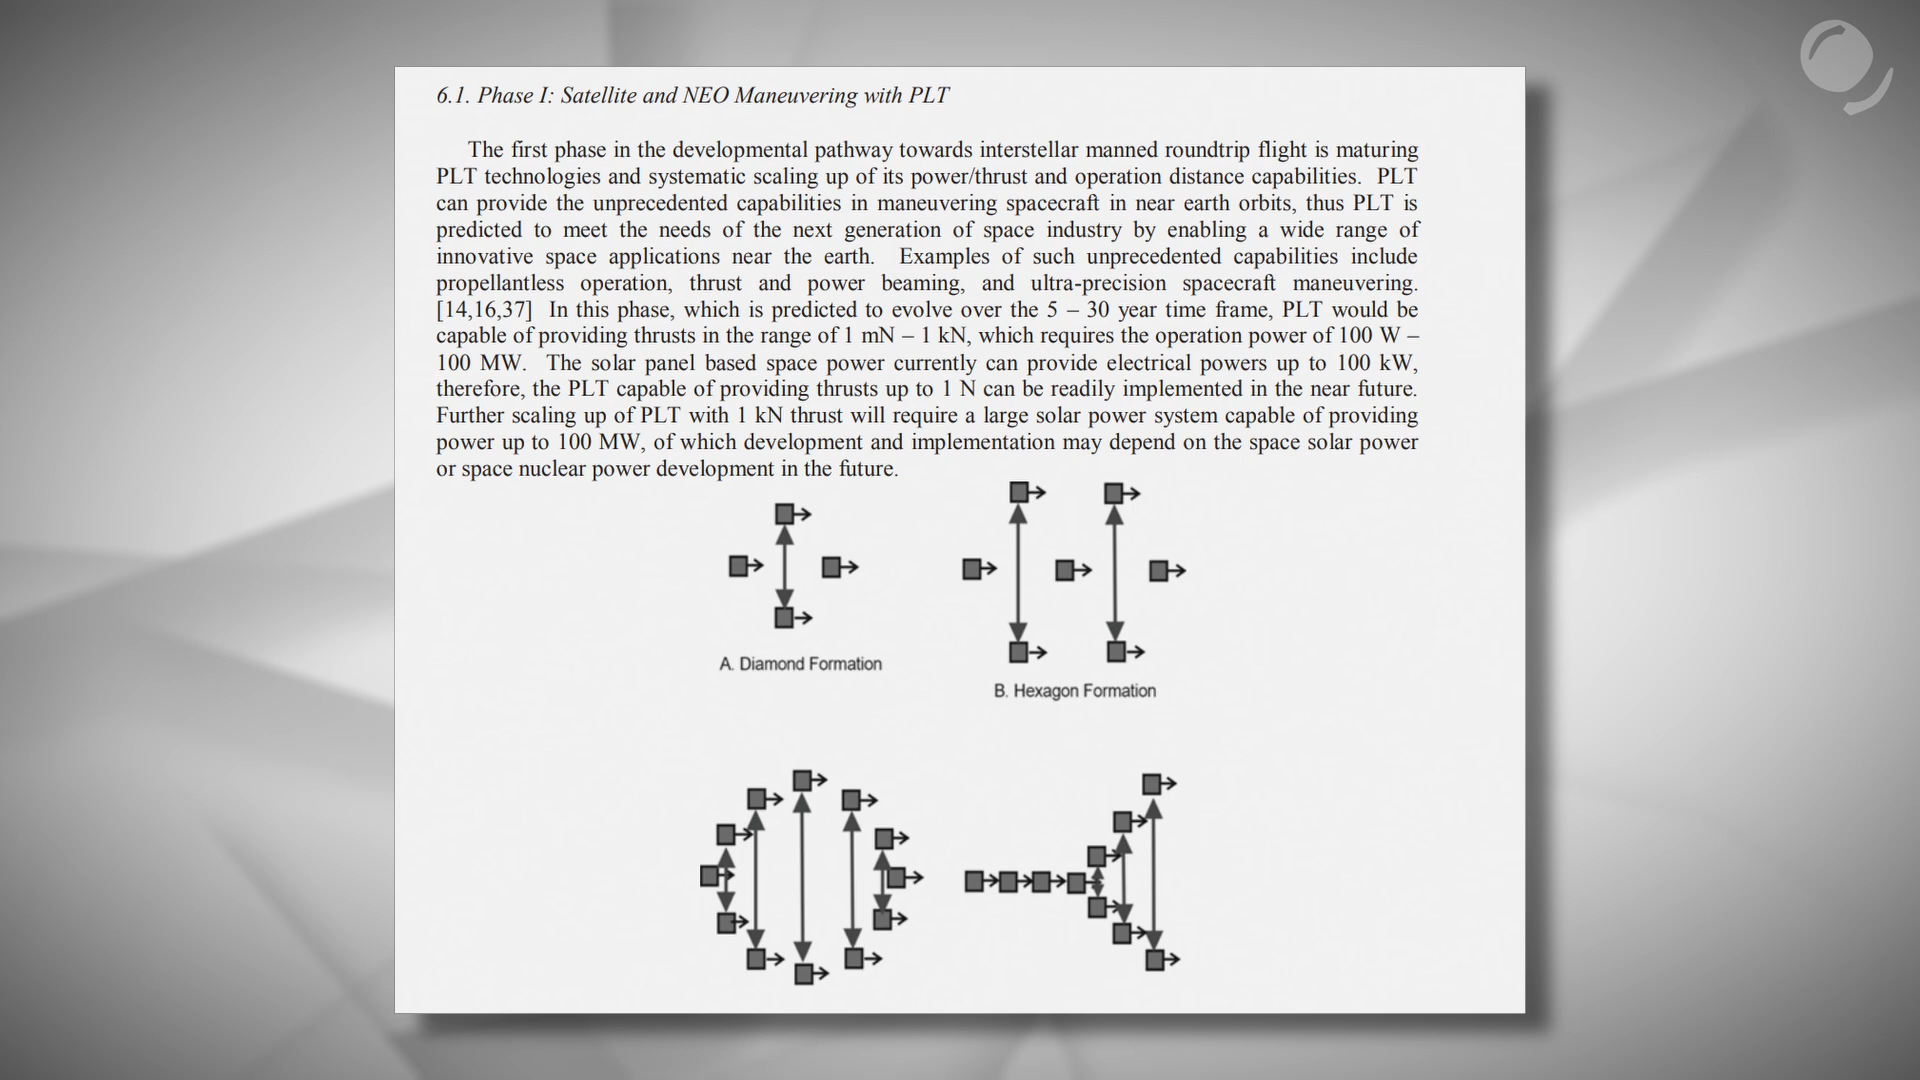 6.1. Phase I: Satellite and NEO Maneuvering with PLT
The first phase in the developmental pathway towards interstellar manned roundtrip flight is maturing
PLT technologies and systematic scaling up of its power/thrust and operation distance capabilities. PLT
can provide the unprecedented capabilities in maneuvering spacecraft in near earth orbits, thus PLT is
predicted to meet the needs of the next generation of space industry by enabling a wide range of
innovative space applications near the earth. Examples of such unprecedented capabilities include
propellantless operation, thrust and power beaming, and ultra-precision spacecraft maneuvering.
[14,16,37] In this phase, which is predicted to evolve over the 5 – 30 year time frame, PLT would be
capable of providing thrusts in the range of 1 mN – 1 kN, which requires the operation power of 100 W –
100 MW. The solar panel based space power currently can provide electrical powers up to 100 kW,
therefore, the PLT capable of providing thrusts up to 1 N can be readily implemented in the near future.
Further scaling up of PLT with 1 kN thrust will require a large solar power system capable of providing
power up to 100 MW, of which development and implementation may depend on the space solar power
or space nuclear power development in the future.
A. Diamond Formation
B. Hexagon Formation